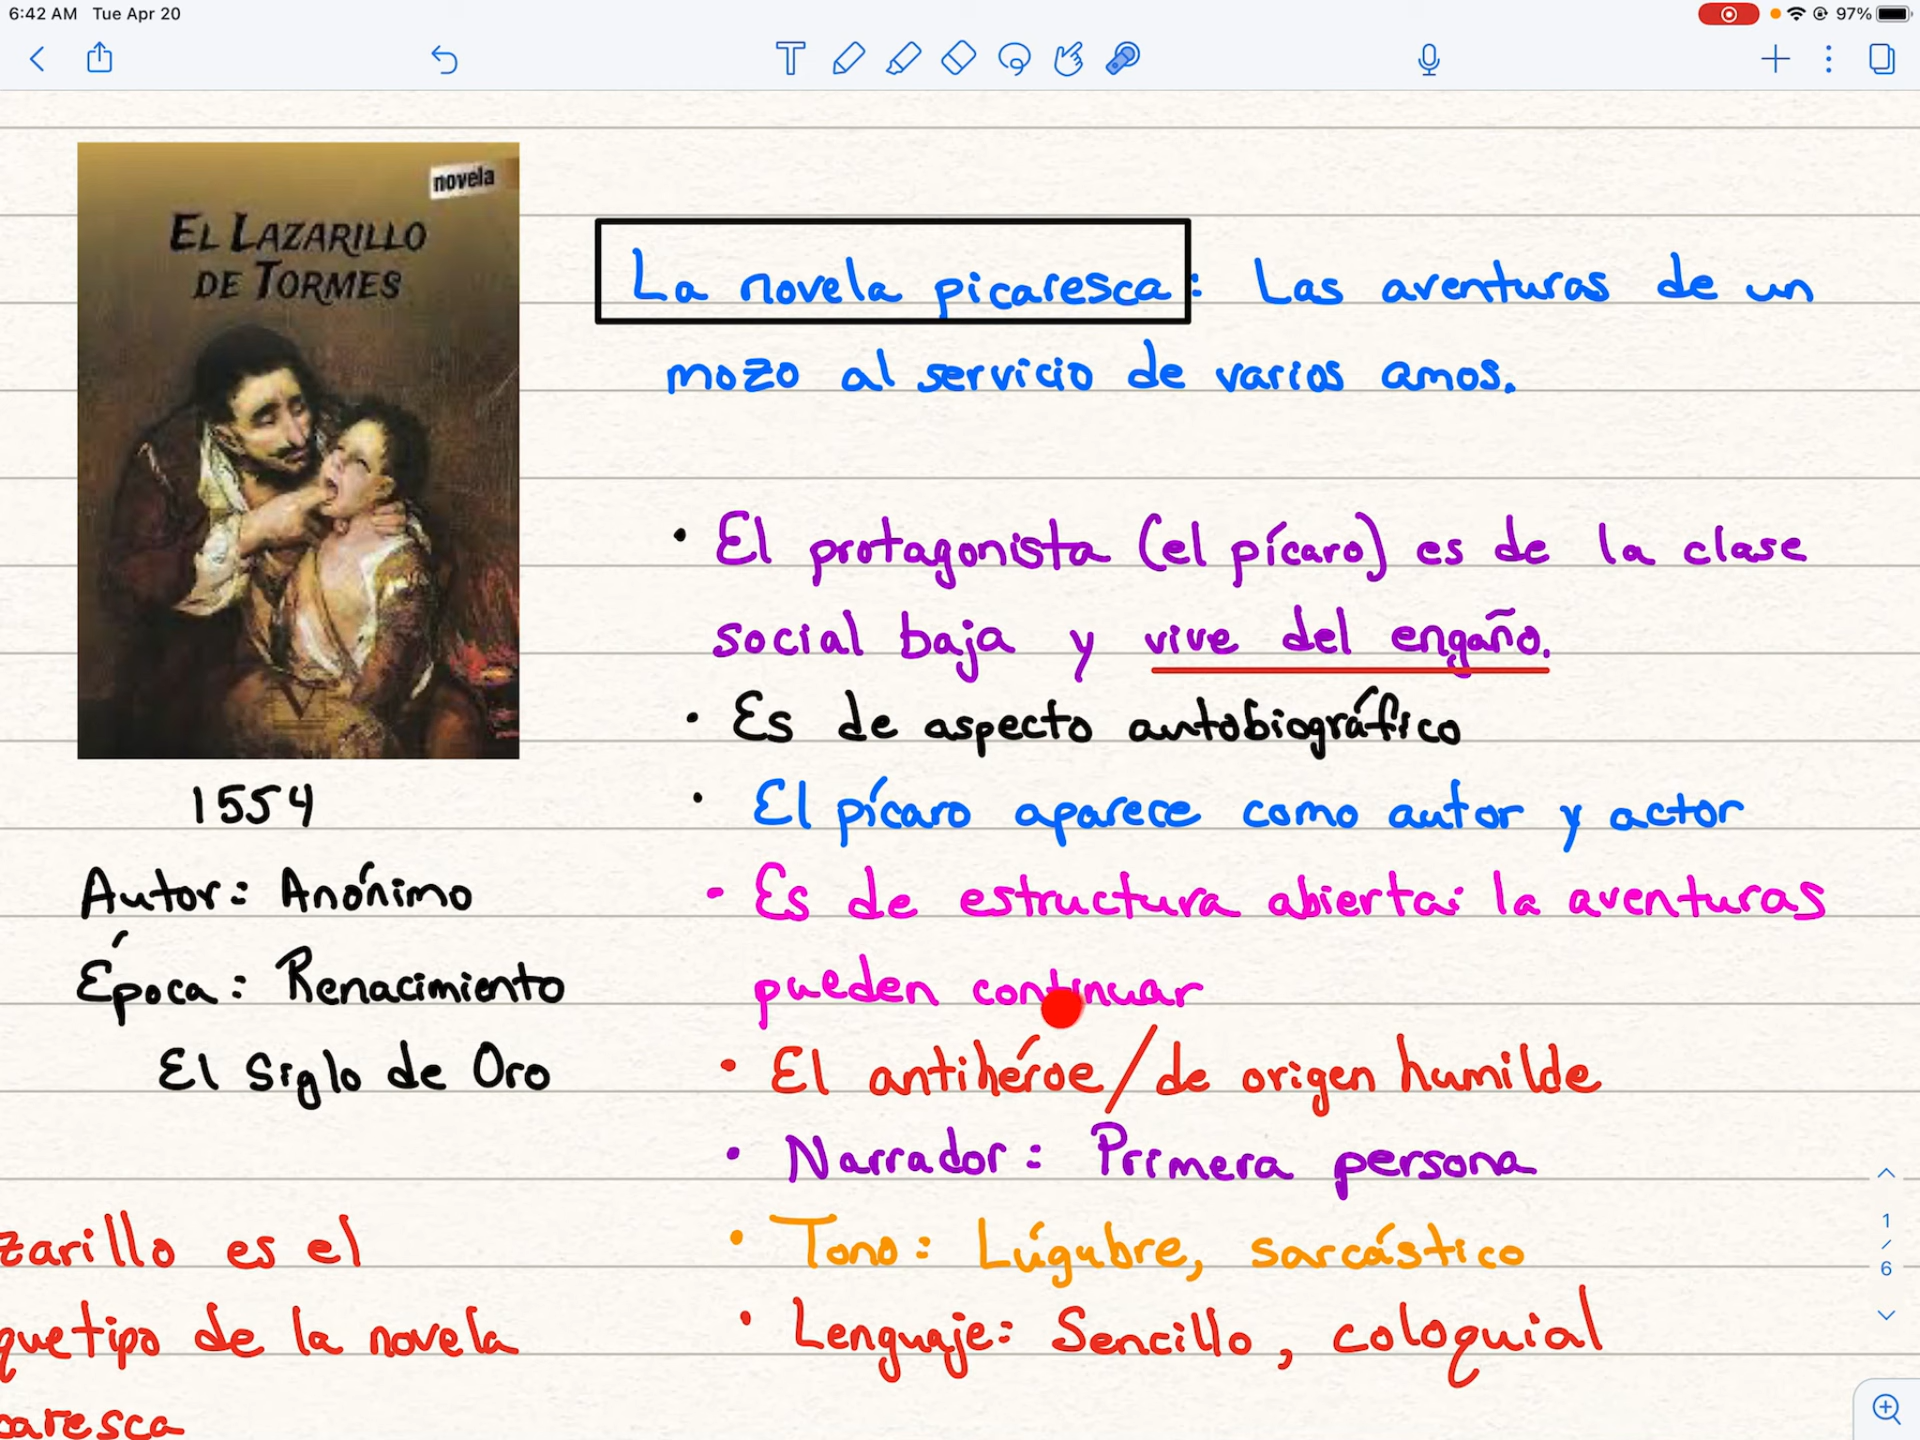 6:42 AM Tue Apr 20
97%
novela
EL LAZARILLO
DE TORMES
1554
Autor: Anónimo
Época: Renacimiento
El Siglo de Oro
zarillo es el
quetipo de la novela
caresca
La novela picaresca: Las aventuras de un
mozo al servicio de varios amos.
• El protagonista (el pícaro) es de la clase
social baja y vive del engaño.
• Es de aspecto autobiográfico
• El pícaro aparece como autor y actor
• Es de estructura abierta: la aventuras
pueden continuar
• El antihéroe/de origen humilde
• Narrador: Primera persona
• Tono: Lúgubre, sarcástico
• Lenguaje: Sencillo, coloquial
1
/
6